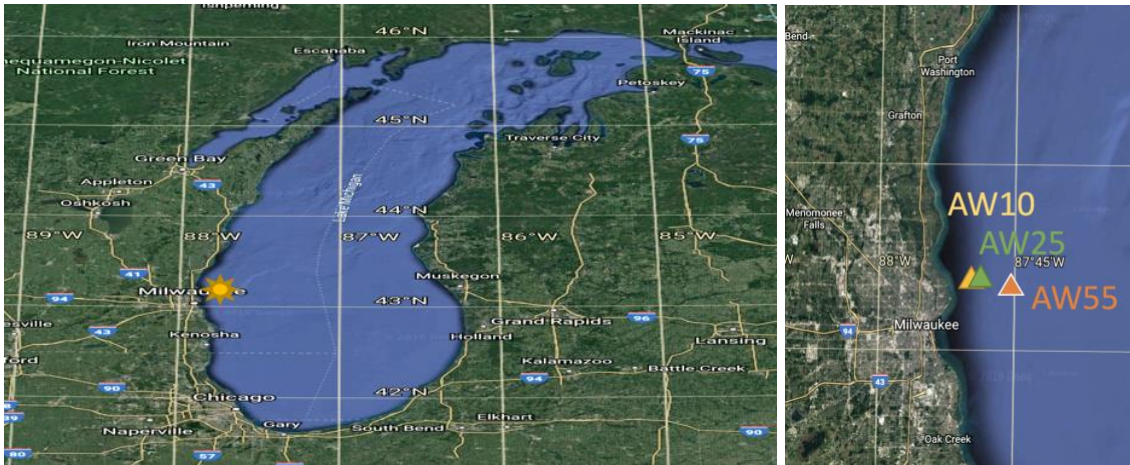 Ishpeming
Iron Mountain
Escanaba
46°N
Mackinac
Island
hequamegon-Nicolet
National Forest
75
Petoskey
45°N
Traverse City
75
Green Bay
43
Appleton
Oshkosh
Lake Michigan
44°N
89°W
88°W
87°W
86°W
85°W
41
Muskegon
94
Milwaukee
43°N
Grand Rapids
96
43
Kenosha
Holland
Lansing
Kalamazoo
94
Battle Creek
90
42°N
Chicago
39
Elkhart
Naperville
Gary
South Bend
90
80
57
Bend
Port
Washington
Grafton
AW10
Menomonee
Falls
AW25
W
88°W
87°45'W
AW55
94
Milwaukee
43
Oak Creek